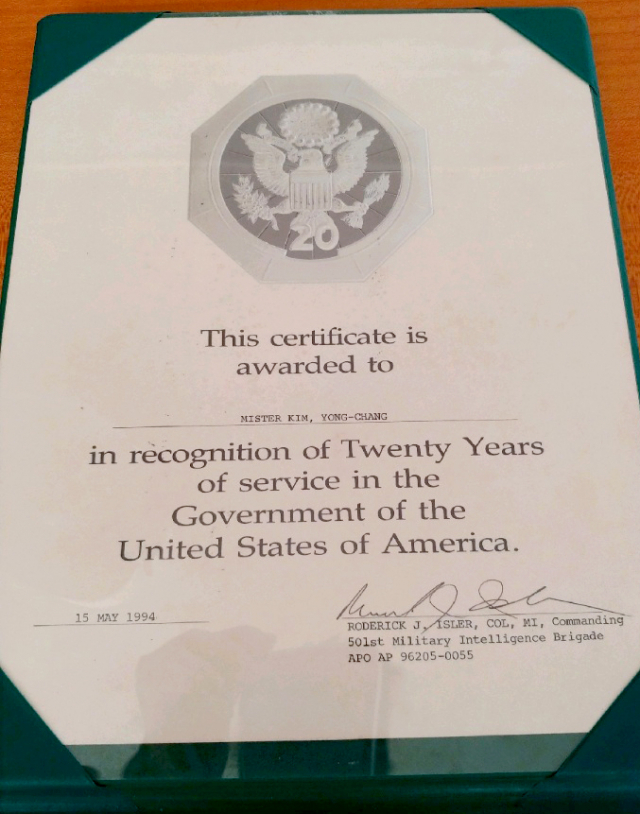 20
This certificate is
awarded to
MISTER KIM, YONG-CHANG
in recognition of Twenty Years
of service in the
Government of the
United States of America.
15 MAY 1994
RODERICK J. ISLER, COL, MI, Commanding
501st Military Intelligence Brigade
APO AP 96205-0055